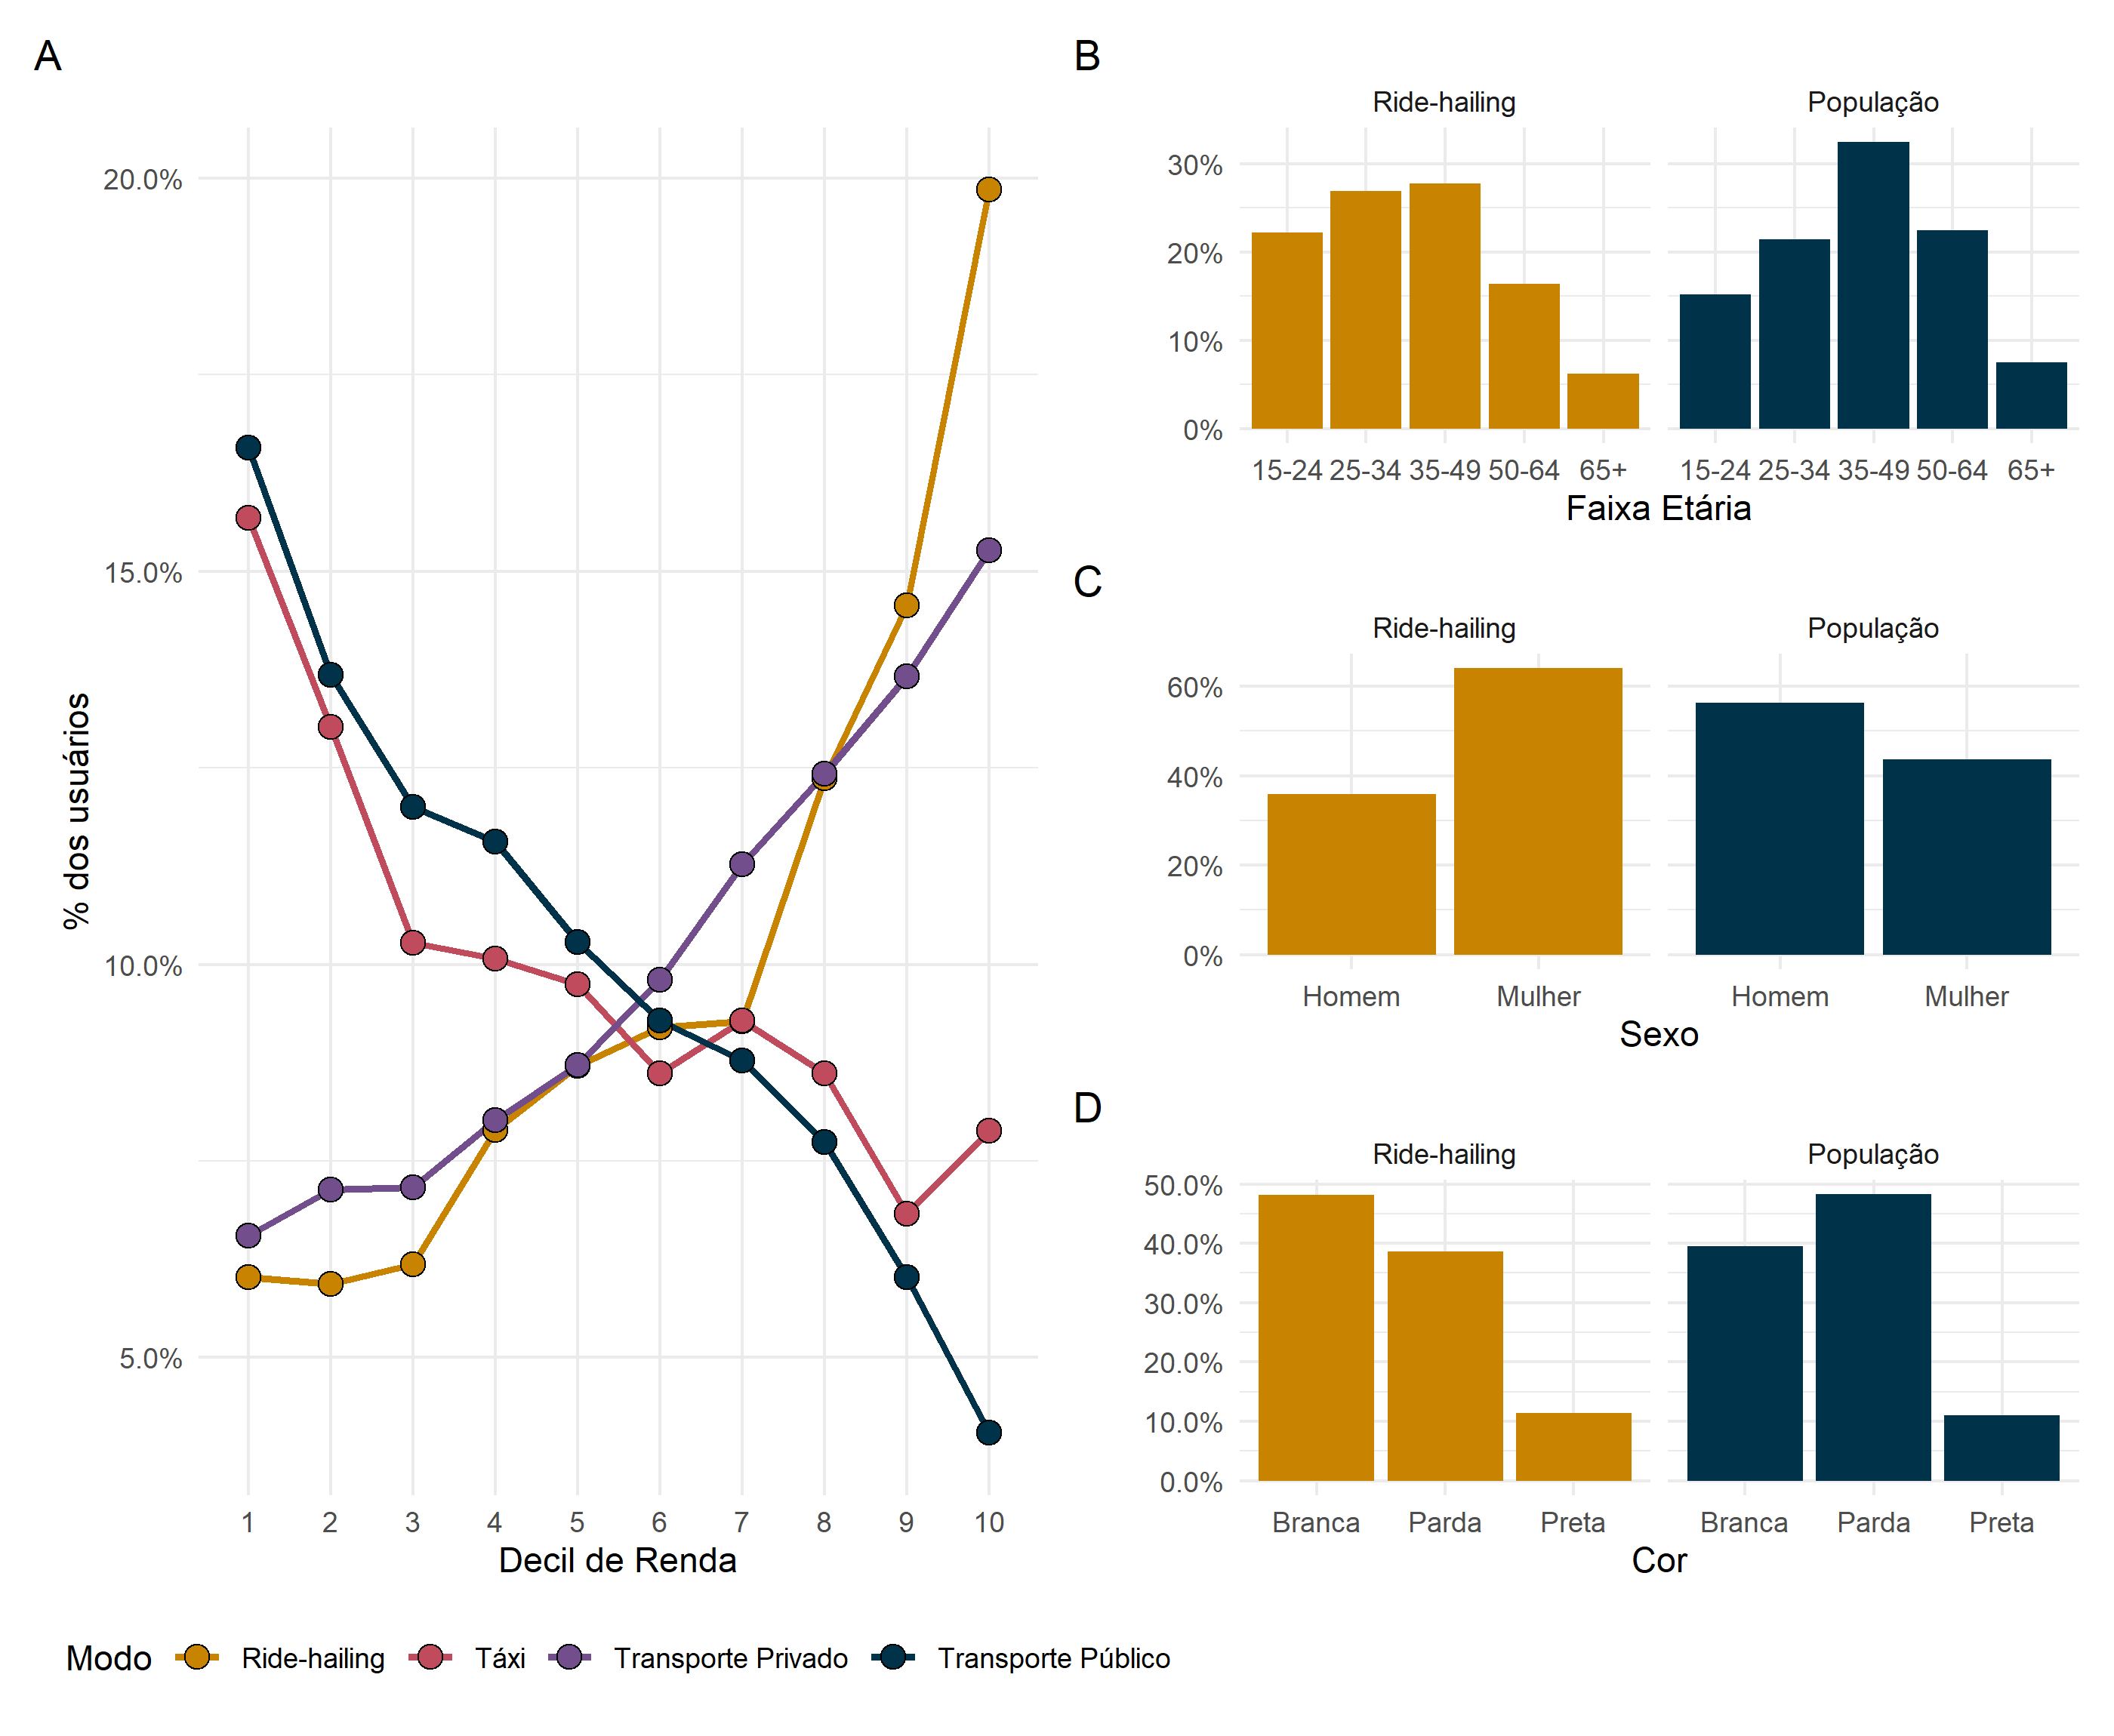 A
20.0%
15.0%
10.0%
5.0%
% dos usuários
1 2 3 4 5 6 7 8 9 10
Decil de Renda
Modo Ride-hailing Táxi Transporte Privado Transporte Público
B
Ride-hailing População
30%
20%
10%
0%
15-24 25-34 35-49 50-64 65+ 15-24 25-34 35-49 50-64 65+
Faixa Etária
C
Ride-hailing População
60%
40%
20%
0%
Homem Mulher Homem Mulher
Sexo
D
Ride-hailing População
50.0%
40.0%
30.0%
20.0%
10.0%
0.0%
Branca Parda Preta Branca Parda Preta
Cor